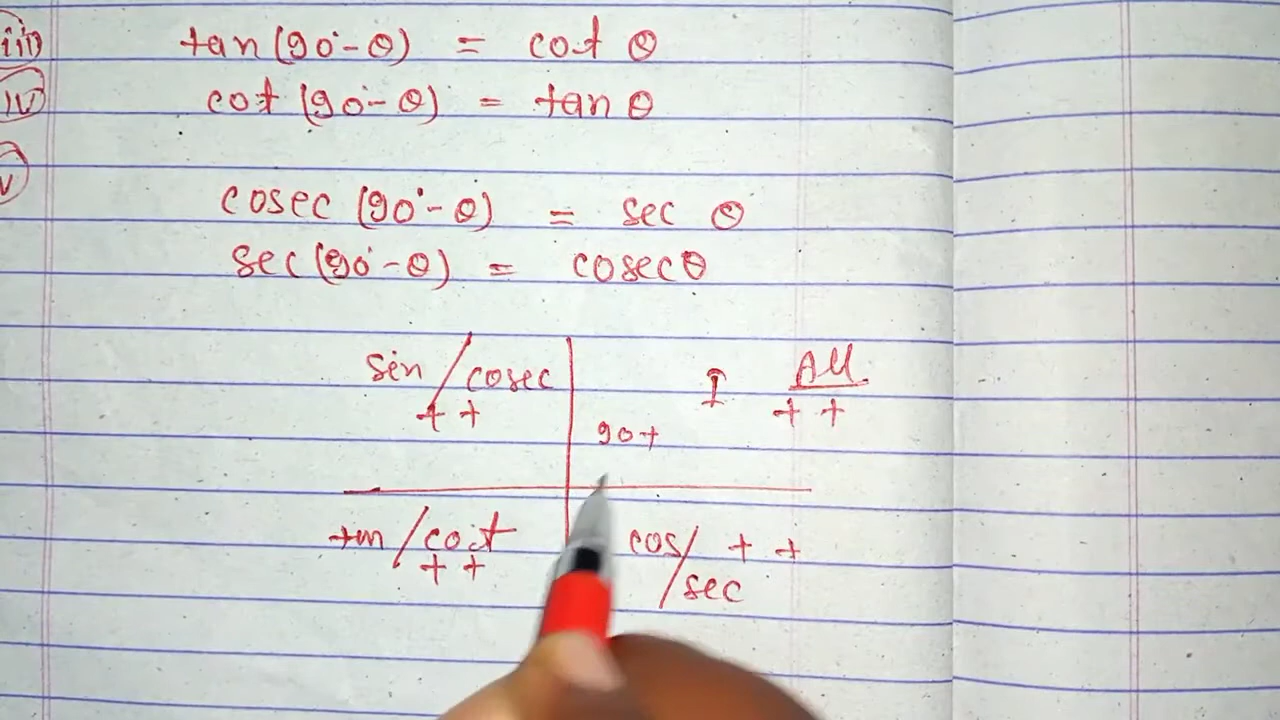 iii) tan (90°-θ) = cot θ
iv) cot (90°-θ) = tan θ
v) cosec (90°-θ) = sec θ
sec (90°-θ) = cosec θ
sin / cosec I All
+ + + +
90+
tan / cot cos/ + +
+ + /sec